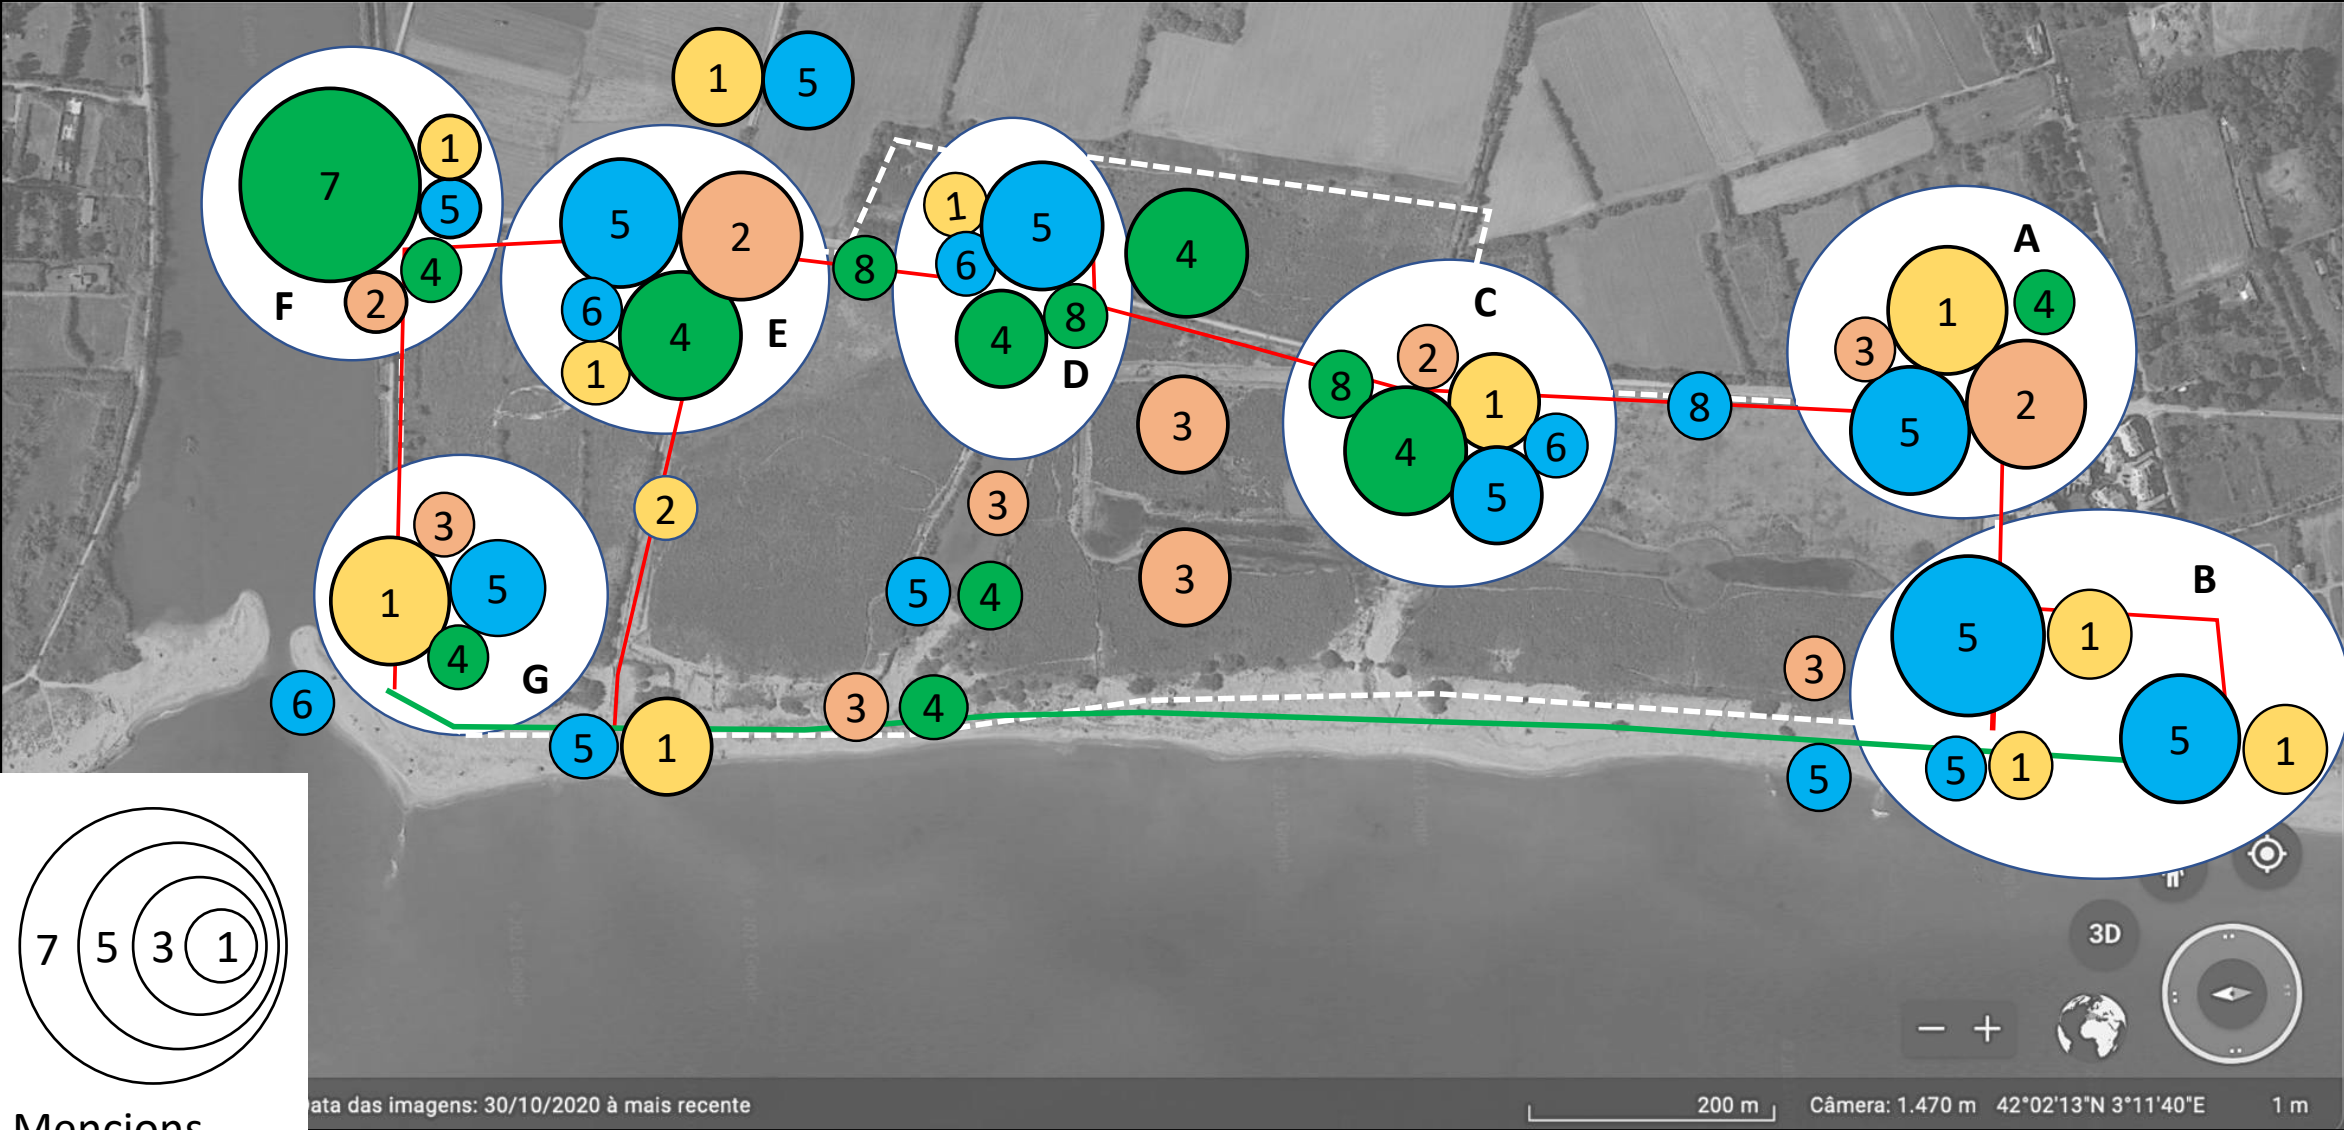 1 5
7 1 5 4 2 F
5 2 6 4 1 E
8
1 5 6 4 8 D
4
A 1 4 3 2 5
C 2 8 1 4 6 5
8
3
3
3
2
5 4
3 1 5 4 G
6
5 1
3 4
3
5
B 5 1 5 1 5 1
7 5 3 1
Mencions
3D
ata das imagens: 30/10/2020 à mais recente
200 m
Câmera: 1.470 m 42°02'13"N 3°11'40"E
1 m